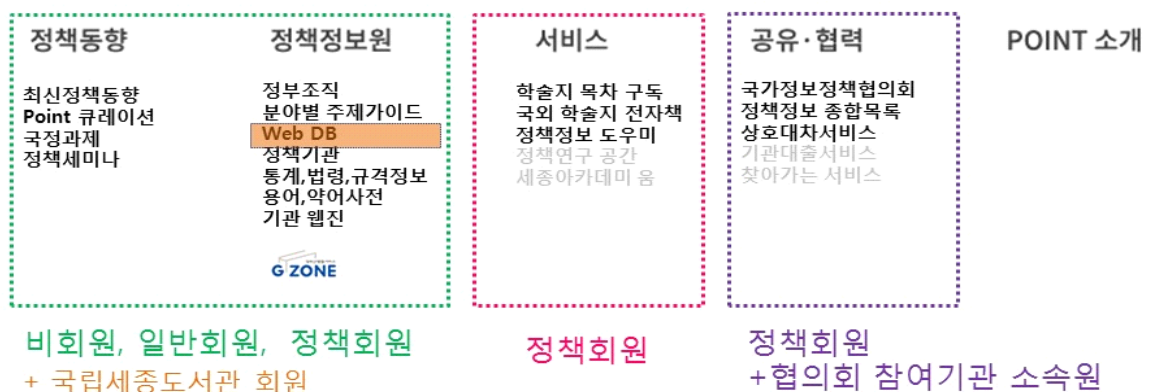 정책동향
최신정책동향
Point 큐레이션
국정과제
정책세미나
정책정보원
정부조직
분야별 주제가이드
Web DB
정책기관
통계,법령,규격정보
용어,약어사전
기관 웹진
G ZONE
비회원, 일반회원, 정책회원
+ 국립세종도서관 회원
서비스
학술지 목차 구독
국외 학술지 전자책
정책정보 도우미
정책연구 공간
세종아카데미 움
정책회원
공유·협력
국가정보정책협의회
정책정보 종합목록
상호대차서비스
기관대출서비스
찾아가는 서비스
정책회원
+협의회 참여기관 소속원
POINT 소개